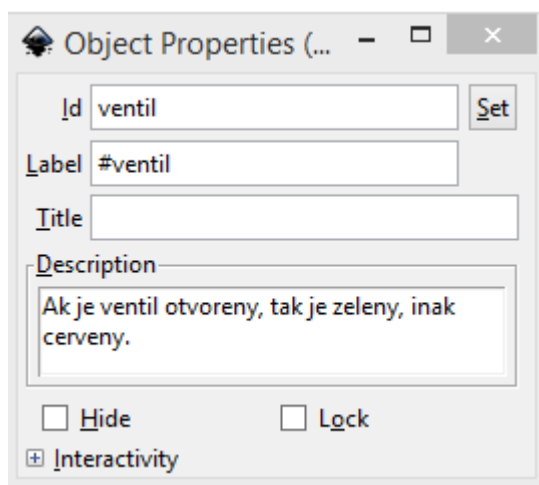 Object Properties (...
Id ventil Set
Label #ventil
Title
Description
Ak je ventil otvoreny, tak je zeleny, inak
cerveny.
Hide Lock
Interactivity